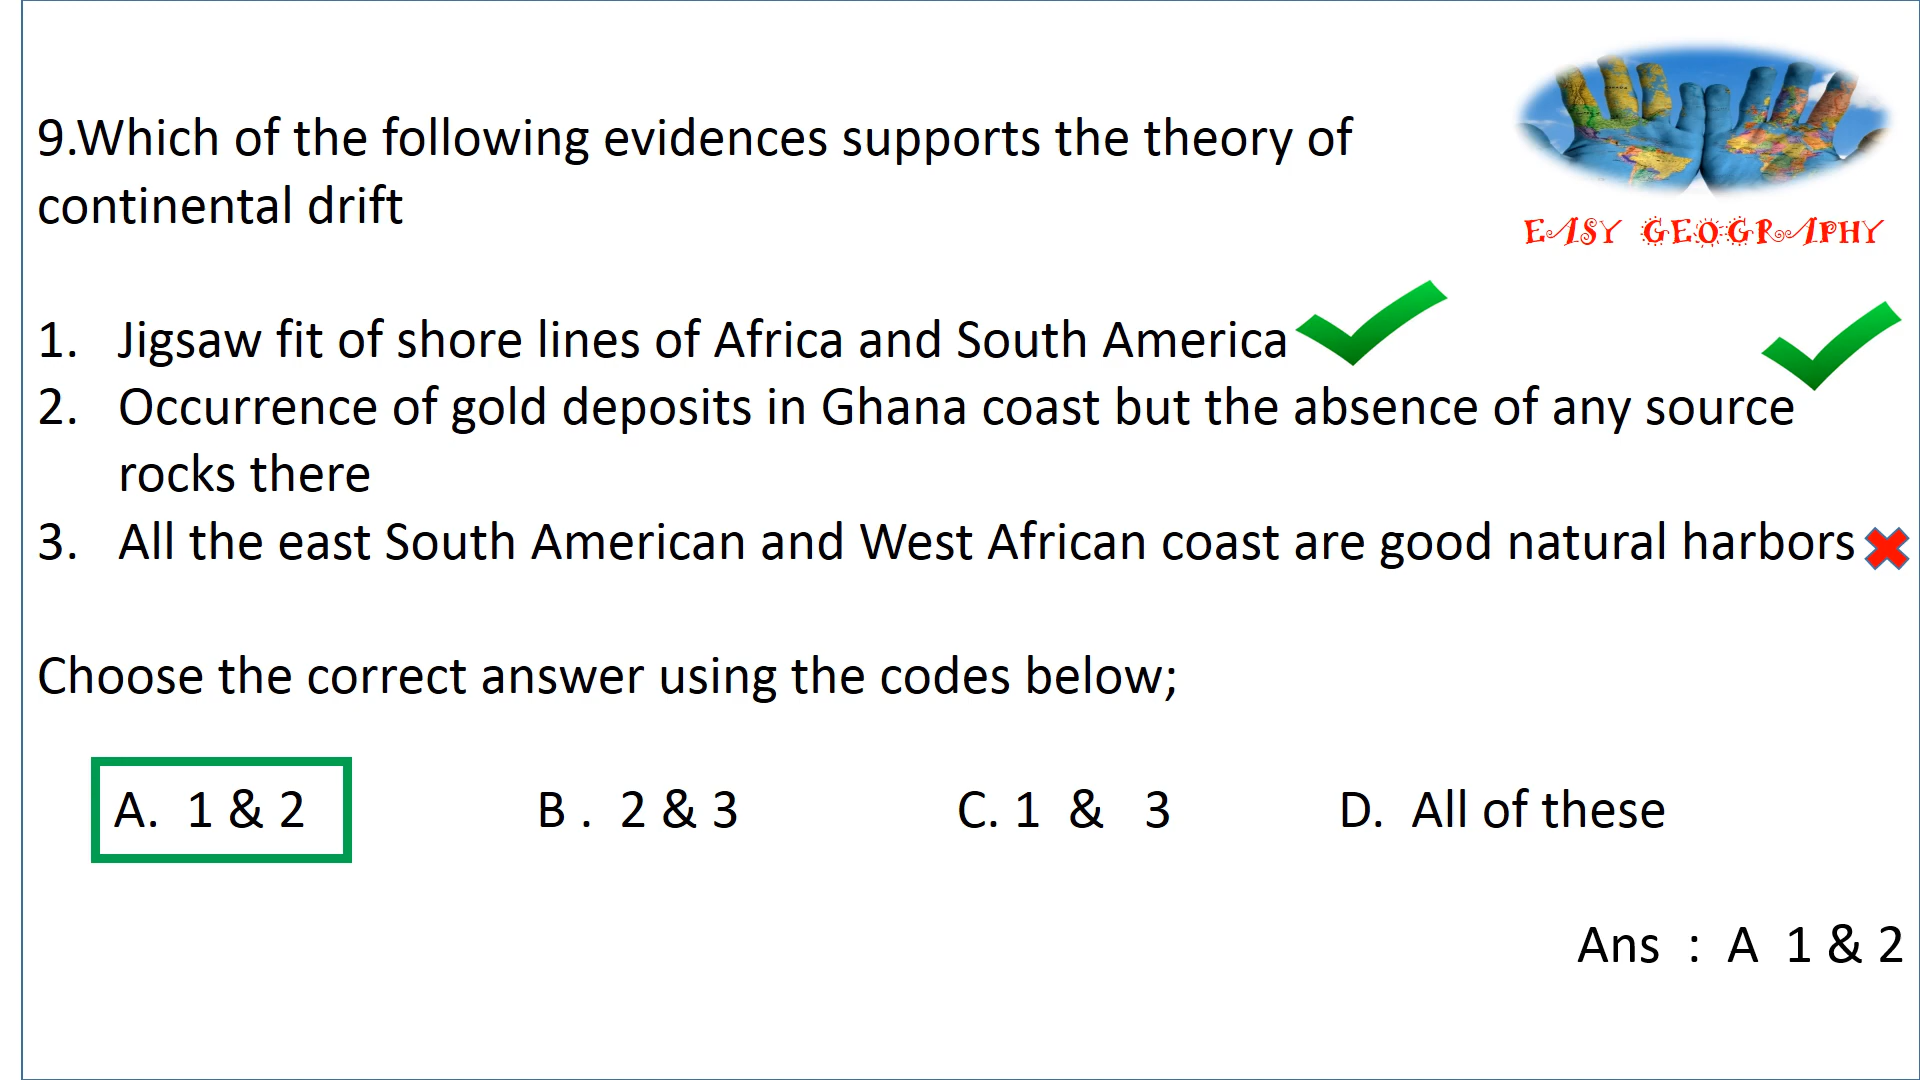 9.Which of the following evidences supports the theory of
continental drift
EASY GEOGRAPHY
1. Jigsaw fit of shore lines of Africa and South America
2. Occurrence of gold deposits in Ghana coast but the absence of any source
rocks there
3. All the east South American and West African coast are good natural harbors
Choose the correct answer using the codes below;
A. 1 & 2 B . 2 & 3 C. 1 & 3 D. All of these
Ans : A 1 & 2